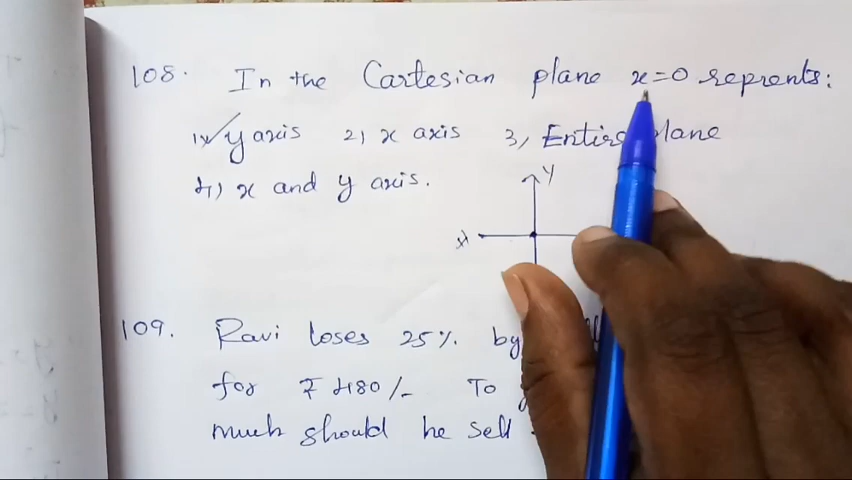 108. In the Cartesian plane x=0 reprents:
1) y axis 2) x axis 3, Entire plane
4) x and y axis.
Y
X
109. Ravi loses 25% by
for ₹ 480/- To
much should he sell